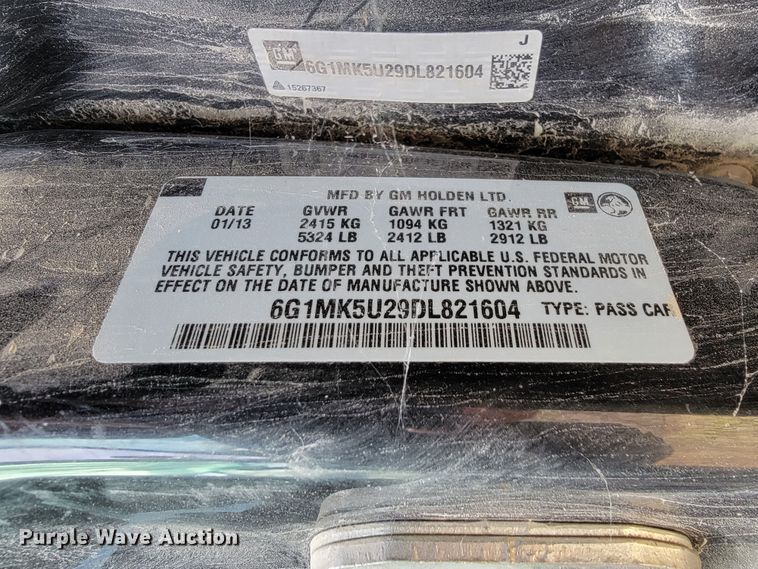 J
GM
6G1MK5U29DL821604
15267367
MFD BY GM HOLDEN LTD.
GM
DATE GVWR GAWR FRT GAWR RR
01/13 2415 KG 1094 KG 1321 KG
5324 LB 2412 LB 2912 LB
THIS VEHICLE CONFORMS TO ALL APPLICABLE U.S. FEDERAL MOTOR
VEHICLE SAFETY, BUMPER AND THEFT PREVENTION STANDARDS IN
EFFECT ON THE DATE OF MANUFACTURE SHOWN ABOVE.
6G1MK5U29DL821604 TYPE: PASS CAR
Purple Wave Auction